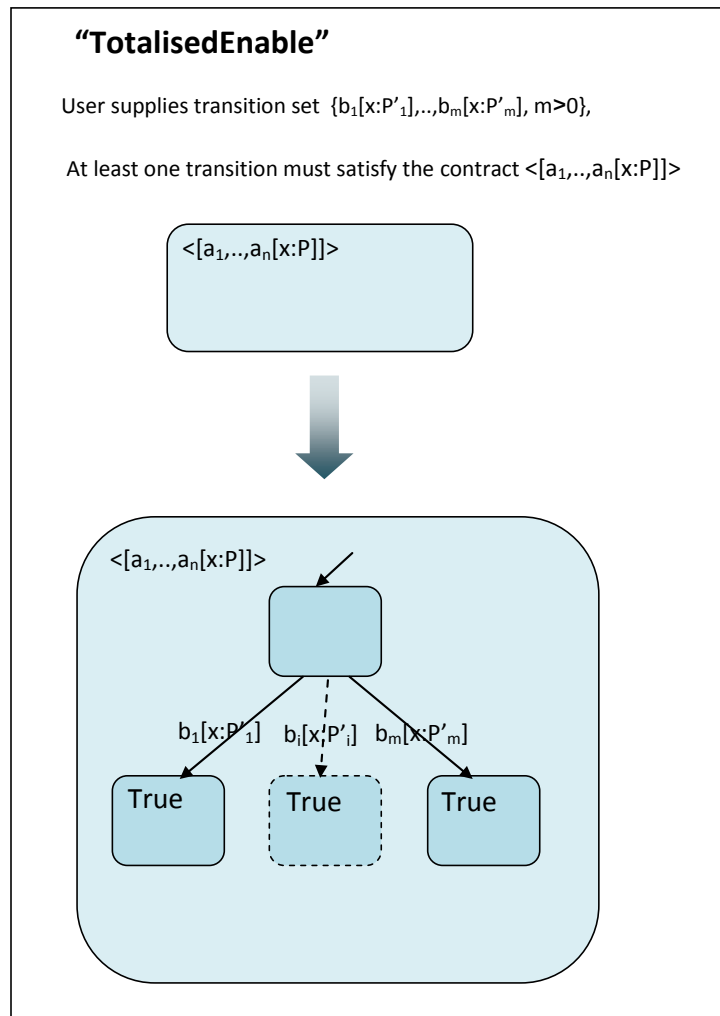 “TotalisedEnable”
User supplies transition set {b₁[x:P’₁],..,bₘ[x:P’ₘ], m>0},
At least one transition must satisfy the contract <[a₁,..,aₙ[x:P]]>
<[a₁,..,aₙ[x:P]]>
<[a₁,..,aₙ[x:P]]>
b₁[x:P’₁] bᵢ[x:P’ᵢ] bₘ[x:P’ₘ]
True True True